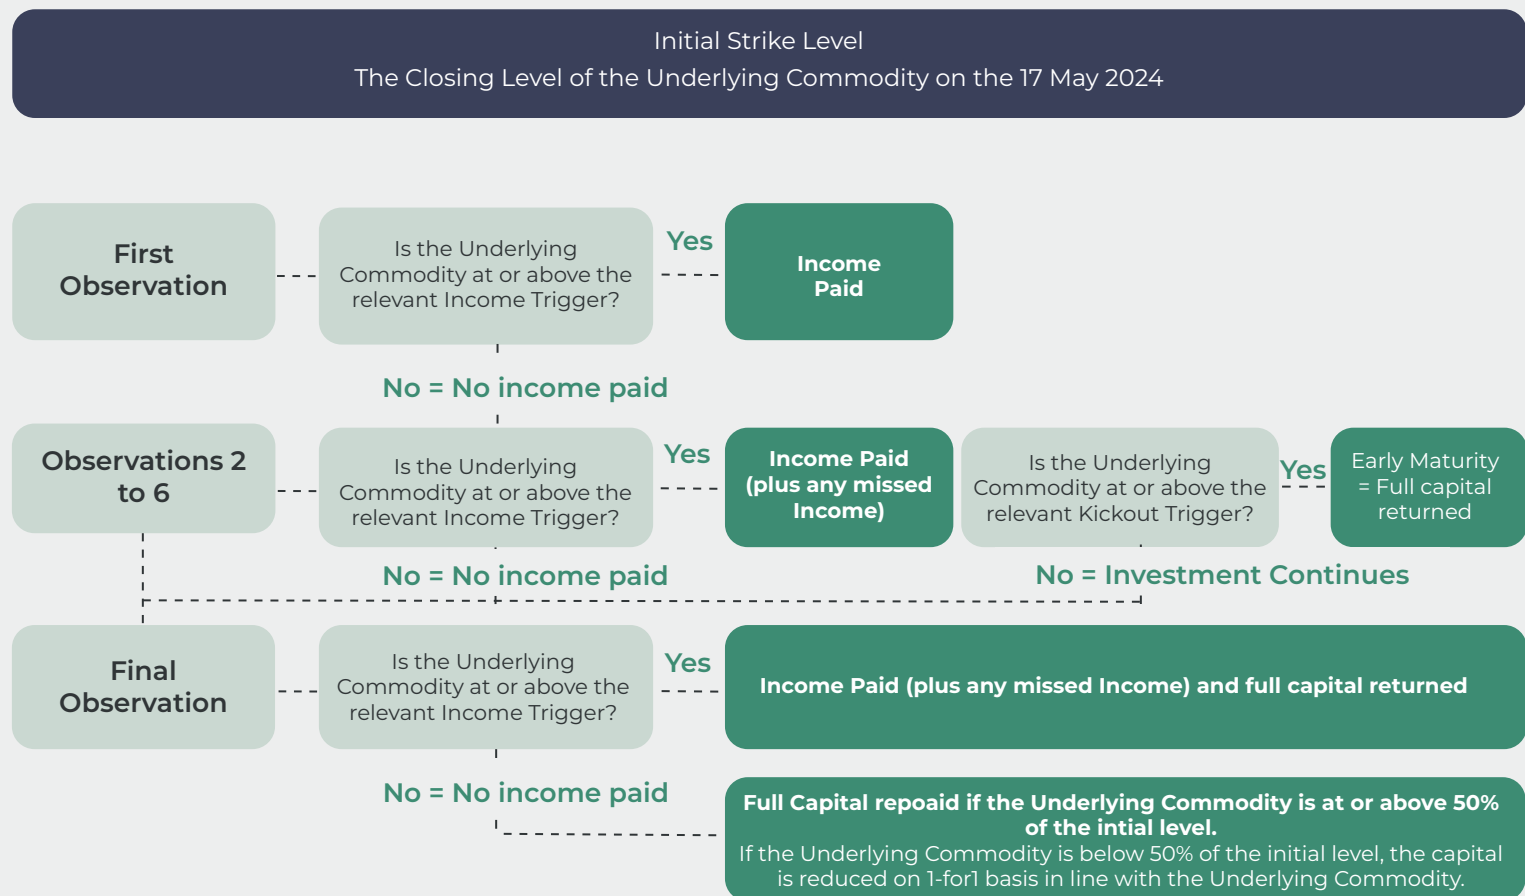 Initial Strike Level
The Closing Level of the Underlying Commodity on the 17 May 2024
First
Observation
Is the Underlying
Commodity at or above the
relevant Income Trigger?
Yes
Income
Paid
No = No income paid
Observations 2
to 6
Is the Underlying
Commodity at or above the
relevant Income Trigger?
Yes
Income Paid
(plus any missed
Income)
Is the Underlying
Commodity at or above the
relevant Kickout Trigger?
Yes
Early Maturity
= Full capital
returned
No = No income paid
No = Investment Continues
Final
Observation
Is the Underlying
Commodity at or above the
relevant Income Trigger?
Yes
Income Paid (plus any missed Income) and full capital returned
No = No income paid
Full Capital repoaid if the Underlying Commodity is at or above 50%
of the intial level.
If the Underlying Commodity is below 50% of the initial level, the capital
is reduced on 1-for1 basis in line with the Underlying Commodity.